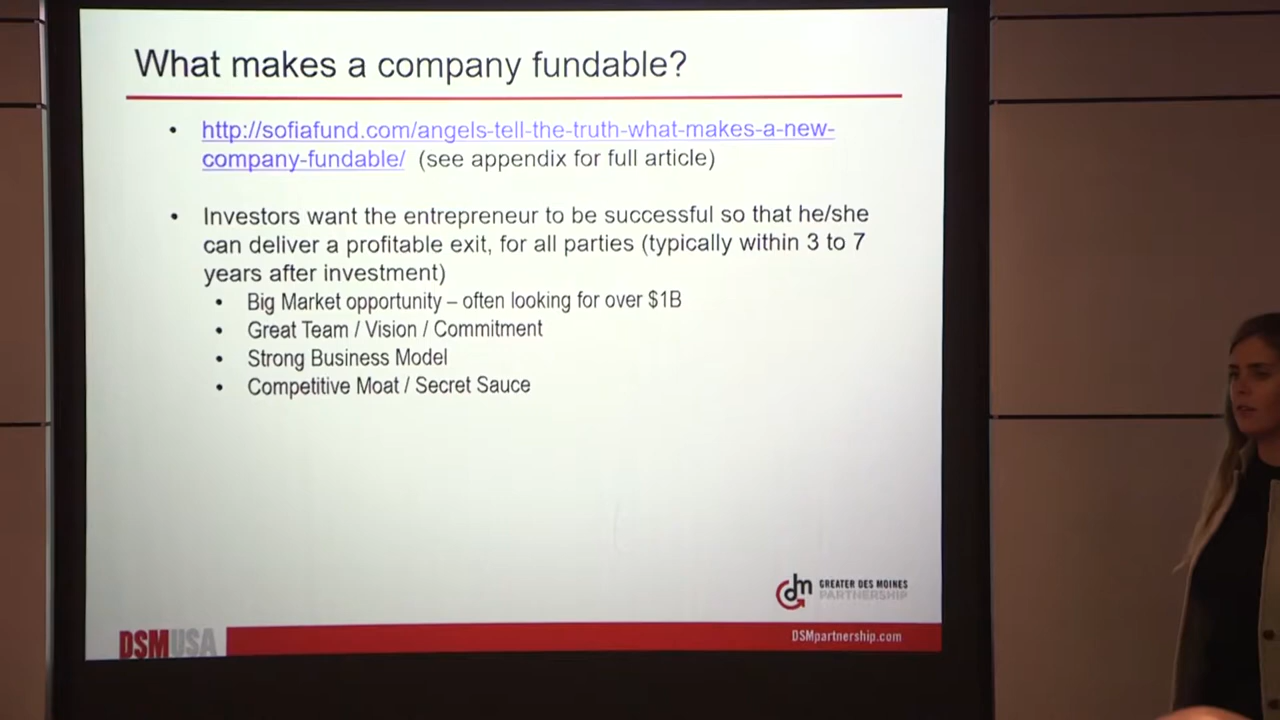 What makes a company fundable?
• http://sofiafund.com/angels-tell-the-truth-what-makes-a-new-
company-fundable/ (see appendix for full article)
• Investors want the entrepreneur to be successful so that he/she
can deliver a profitable exit, for all parties (typically within 3 to 7
years after investment)
• Big Market opportunity – often looking for over $1B
• Great Team / Vision / Commitment
• Strong Business Model
• Competitive Moat / Secret Sauce
dm GREATER DES MOINES
PARTNERSHIP
DSMUSA
DSMpartnership.com